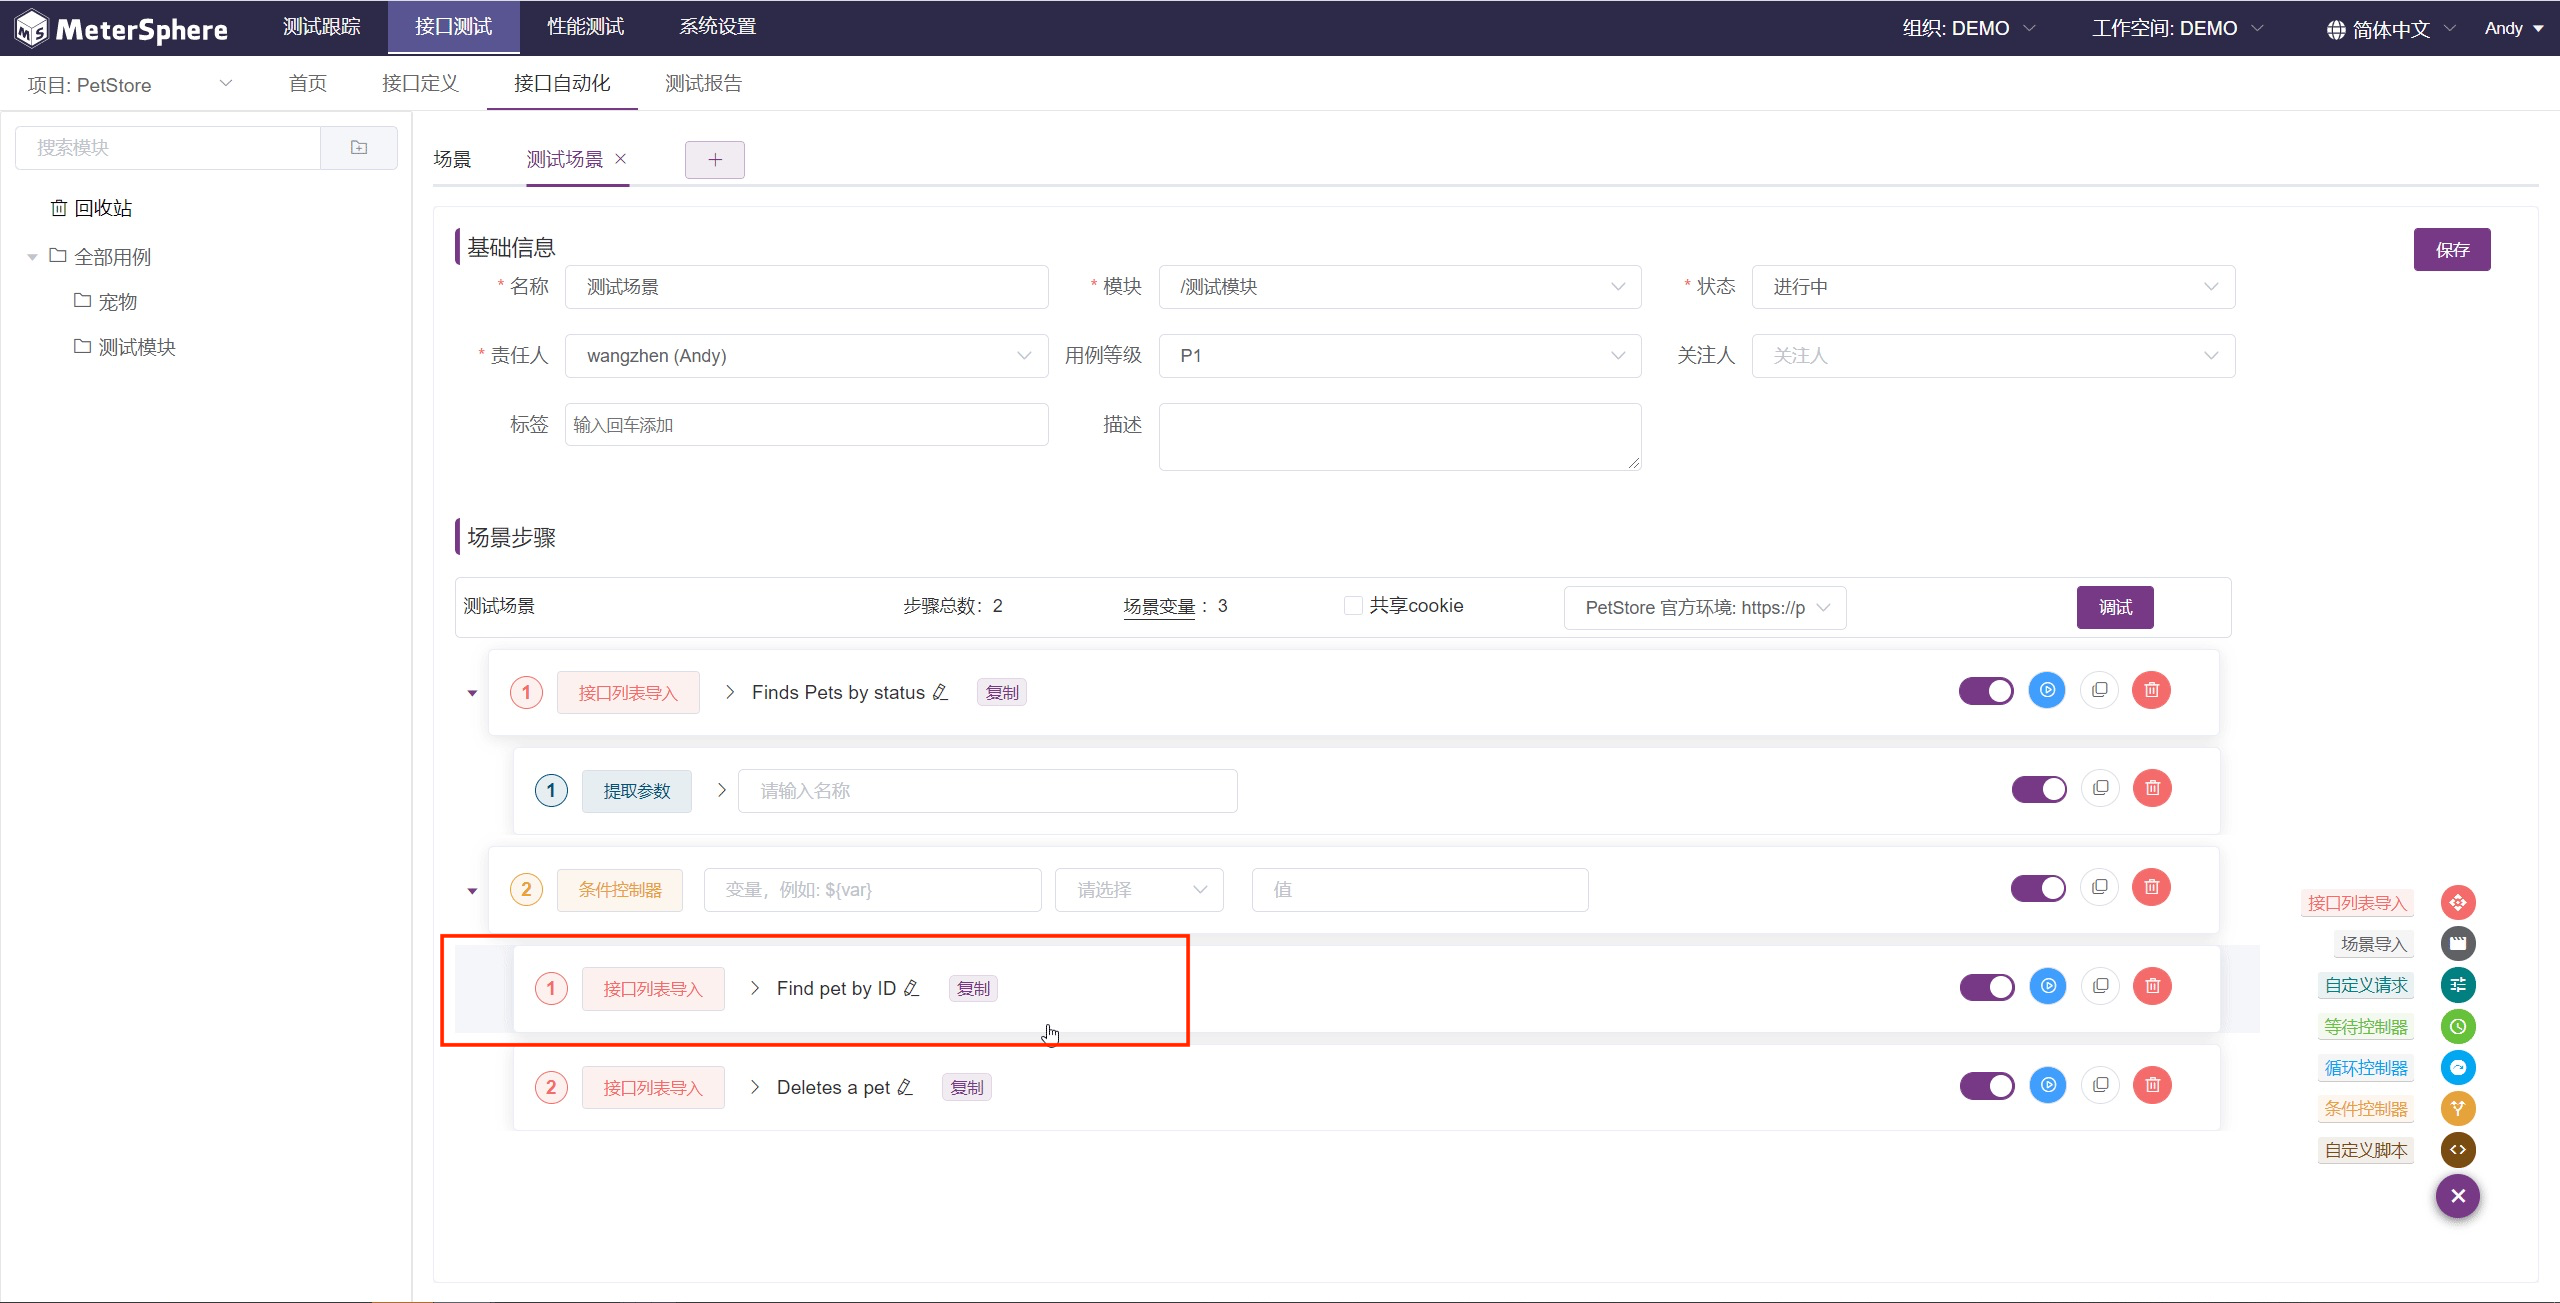 MeterSphere 测试跟踪 接口测试 性能测试 系统设置 组织: DEMO 工作空间: DEMO 简体中文 Andy
项目: PetStore 首页 接口定义 接口自动化 测试报告
搜索模块
回收站
全部用例
宠物
测试模块
场景 测试场景 × +
基础信息 保存
* 名称 测试场景 * 模块 /测试模块 * 状态 进行中
* 责任人 wangzhen (Andy) 用例等级 P1 关注人 关注人
标签 输入回车添加 描述
场景步骤
测试场景 步骤总数：2 场景变量：3 共享cookie PetStore 官方环境: https://p 调试
1 接口列表导入 Finds Pets by status 复制
1 提取参数 请输入名称
2 条件控制器 变量，例如: ${var} 请选择 值
1 接口列表导入 Find pet by ID 复制
2 接口列表导入 Deletes a pet 复制
接口列表导入
场景导入
自定义请求
等待控制器
循环控制器
条件控制器
自定义脚本